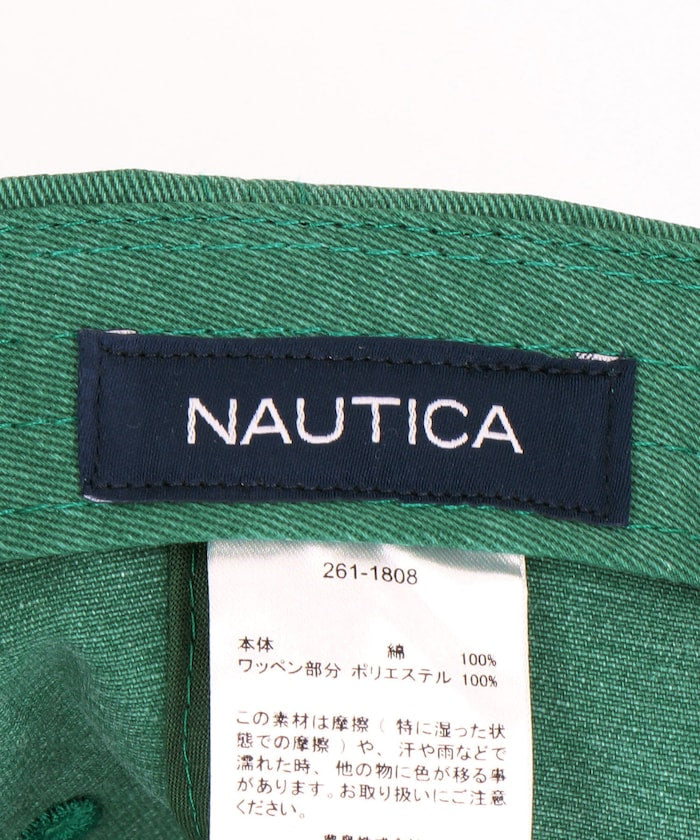 NAUTICA
261-1808
本体 綿 100%
ワッペン部分 ポリエステル 100%
この素材は摩擦 ( 特に湿った状
態での摩擦 ) や、汗や雨などで
濡れた時、他の物に色が移る事
があります。お取り扱いにご注意
ください。